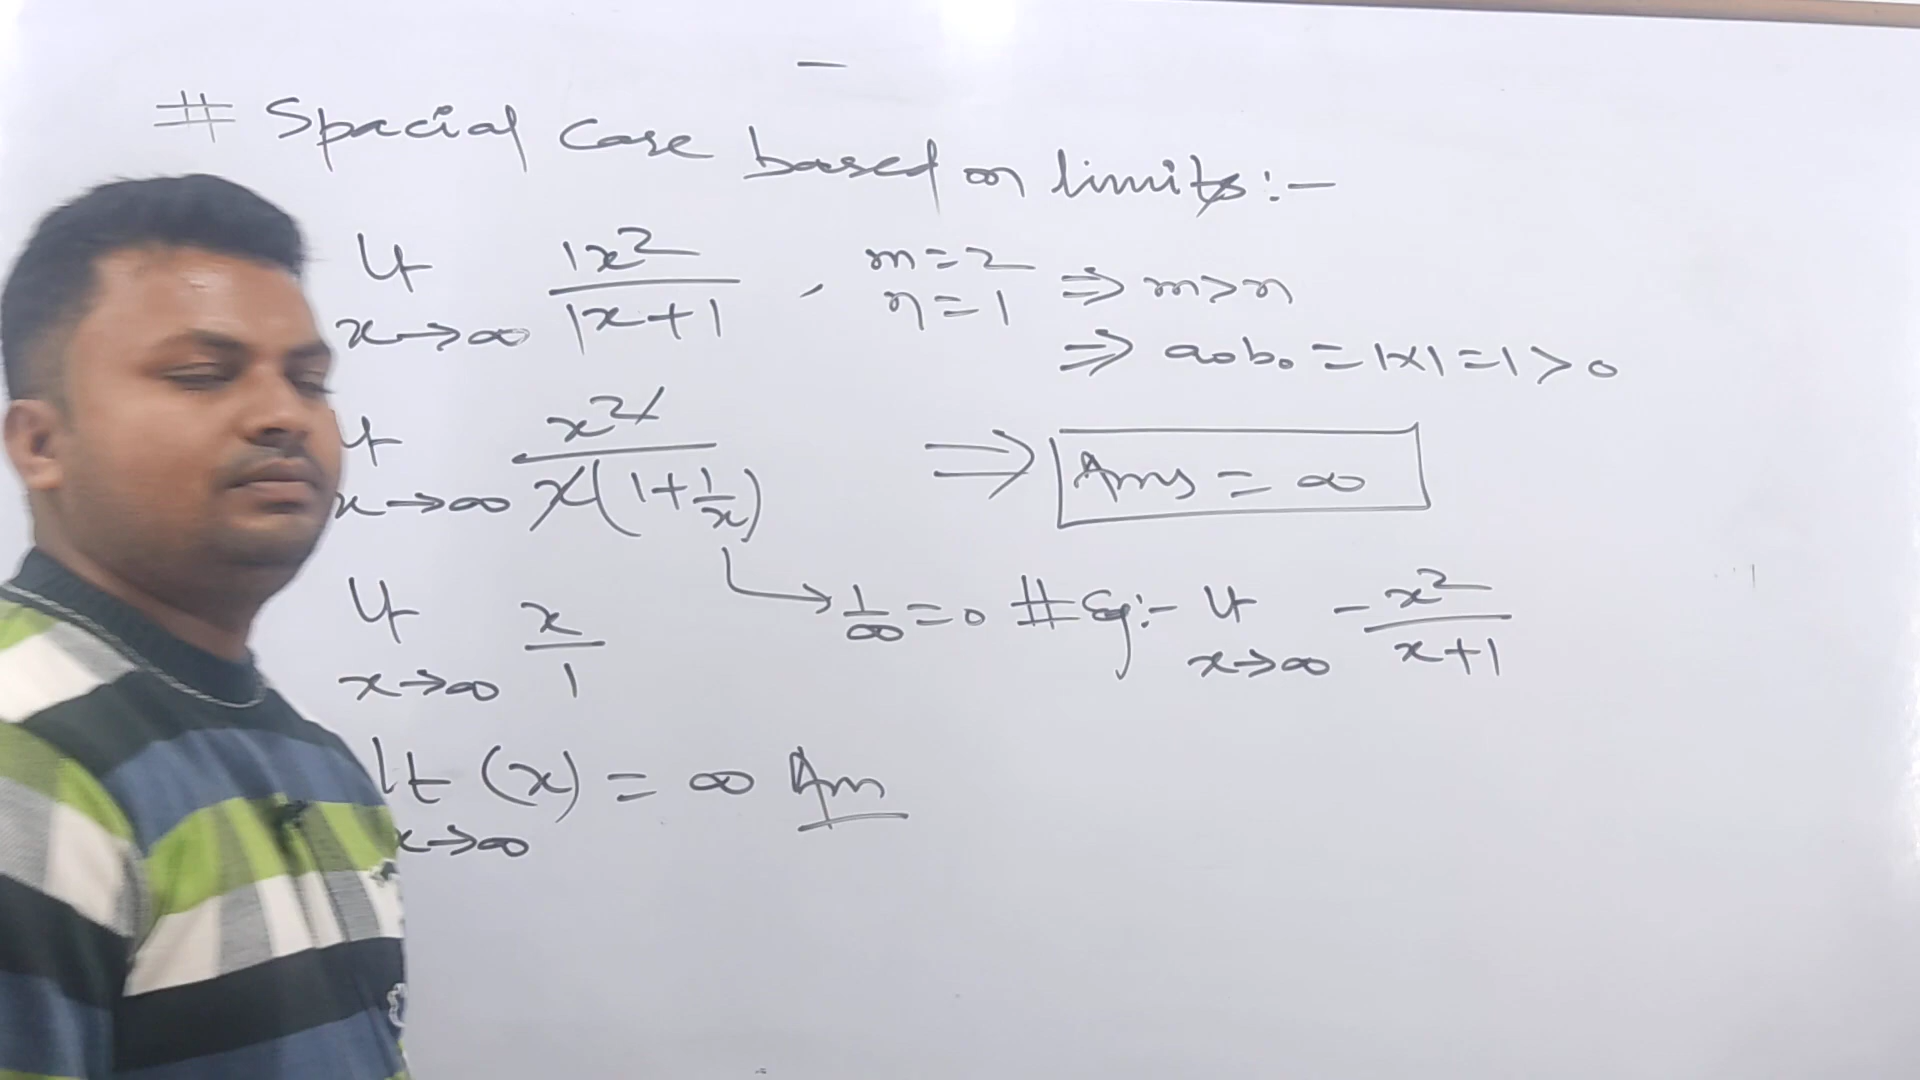 # Spacial Case based on limits:-
lt x→∞ 1x²/1x+1 , m=2 n=1 ⇒ m>n
⇒ a₀b₀ = 1×1 = 1 > 0
lt x→∞ x²/x(1+1/x) ⇒ Ans = ∞
→ 1/∞ = 0
# Eg:- lt x→∞ -x²/x+1
lt x→∞ x/1
lt x→∞ (x) = ∞ Ans